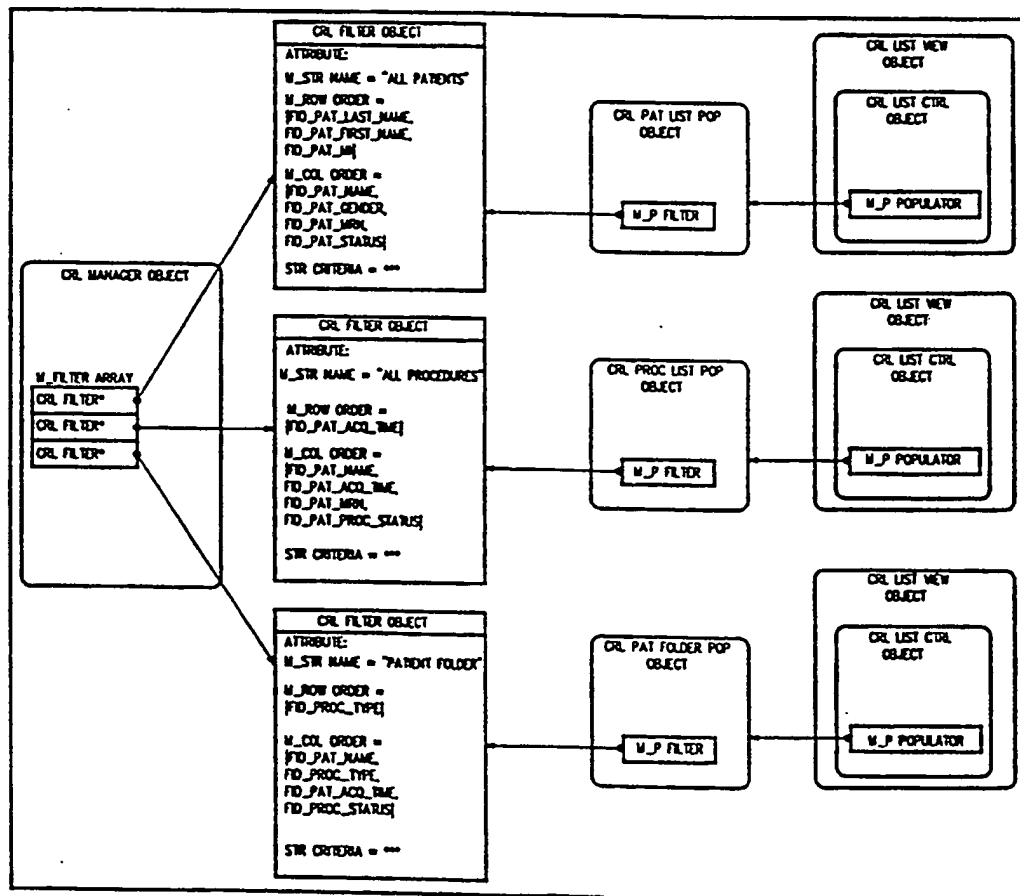 CRL FILTER OBJECT
ATTRIBUTE:
M_STR NAME = "ALL PATIENTS"
M_ROW ORDER =
[FID_PAT_LAST_NAME,
FID_PAT_FIRST_NAME,
FID_PAT_MI]
M_COL ORDER =
[FID_PAT_NAME,
FID_PAT_GENDER,
FID_PAT_MRN,
FID_PAT_STATUS]
STR CRITERIA = "*"
CRL PAT LIST POP
OBJECT
M_P FILTER
CRL LIST VIEW
OBJECT
CRL LIST CTRL
OBJECT
M_P POPULATOR
CRL MANAGER OBJECT
M_FILTER ARRAY
CRL FILTER*
CRL FILTER*
CRL FILTER*
CRL FILTER OBJECT
ATTRIBUTE:
M_STR NAME = "ALL PROCEDURES"
M_ROW ORDER =
[FID_PAT_ACQ_TIME]
M_COL ORDER =
[FID_PAT_NAME,
FID_PAT_ACQ_TIME,
FID_PAT_MRN,
FID_PAT_PROC_STATUS]
STR CRITERIA = "*"
CRL PROC LIST POP
OBJECT
M_P FILTER
CRL LIST VIEW
OBJECT
CRL LIST CTRL
OBJECT
M_P POPULATOR
CRL FILTER OBJECT
ATTRIBUTE:
M_STR NAME = "PATIENT FOLDER"
M_ROW ORDER =
[FID_PROC_TYPE]
M_COL ORDER =
[FID_PAT_NAME,
FID_PROC_TYPE,
FID_PAT_ACQ_TIME,
FID_PROC_STATUS]
STR CRITERIA = "*"
CRL PAT FOLDER POP
OBJECT
M_P FILTER
CRL LIST VIEW
OBJECT
CRL LIST CTRL
OBJECT
M_P POPULATOR